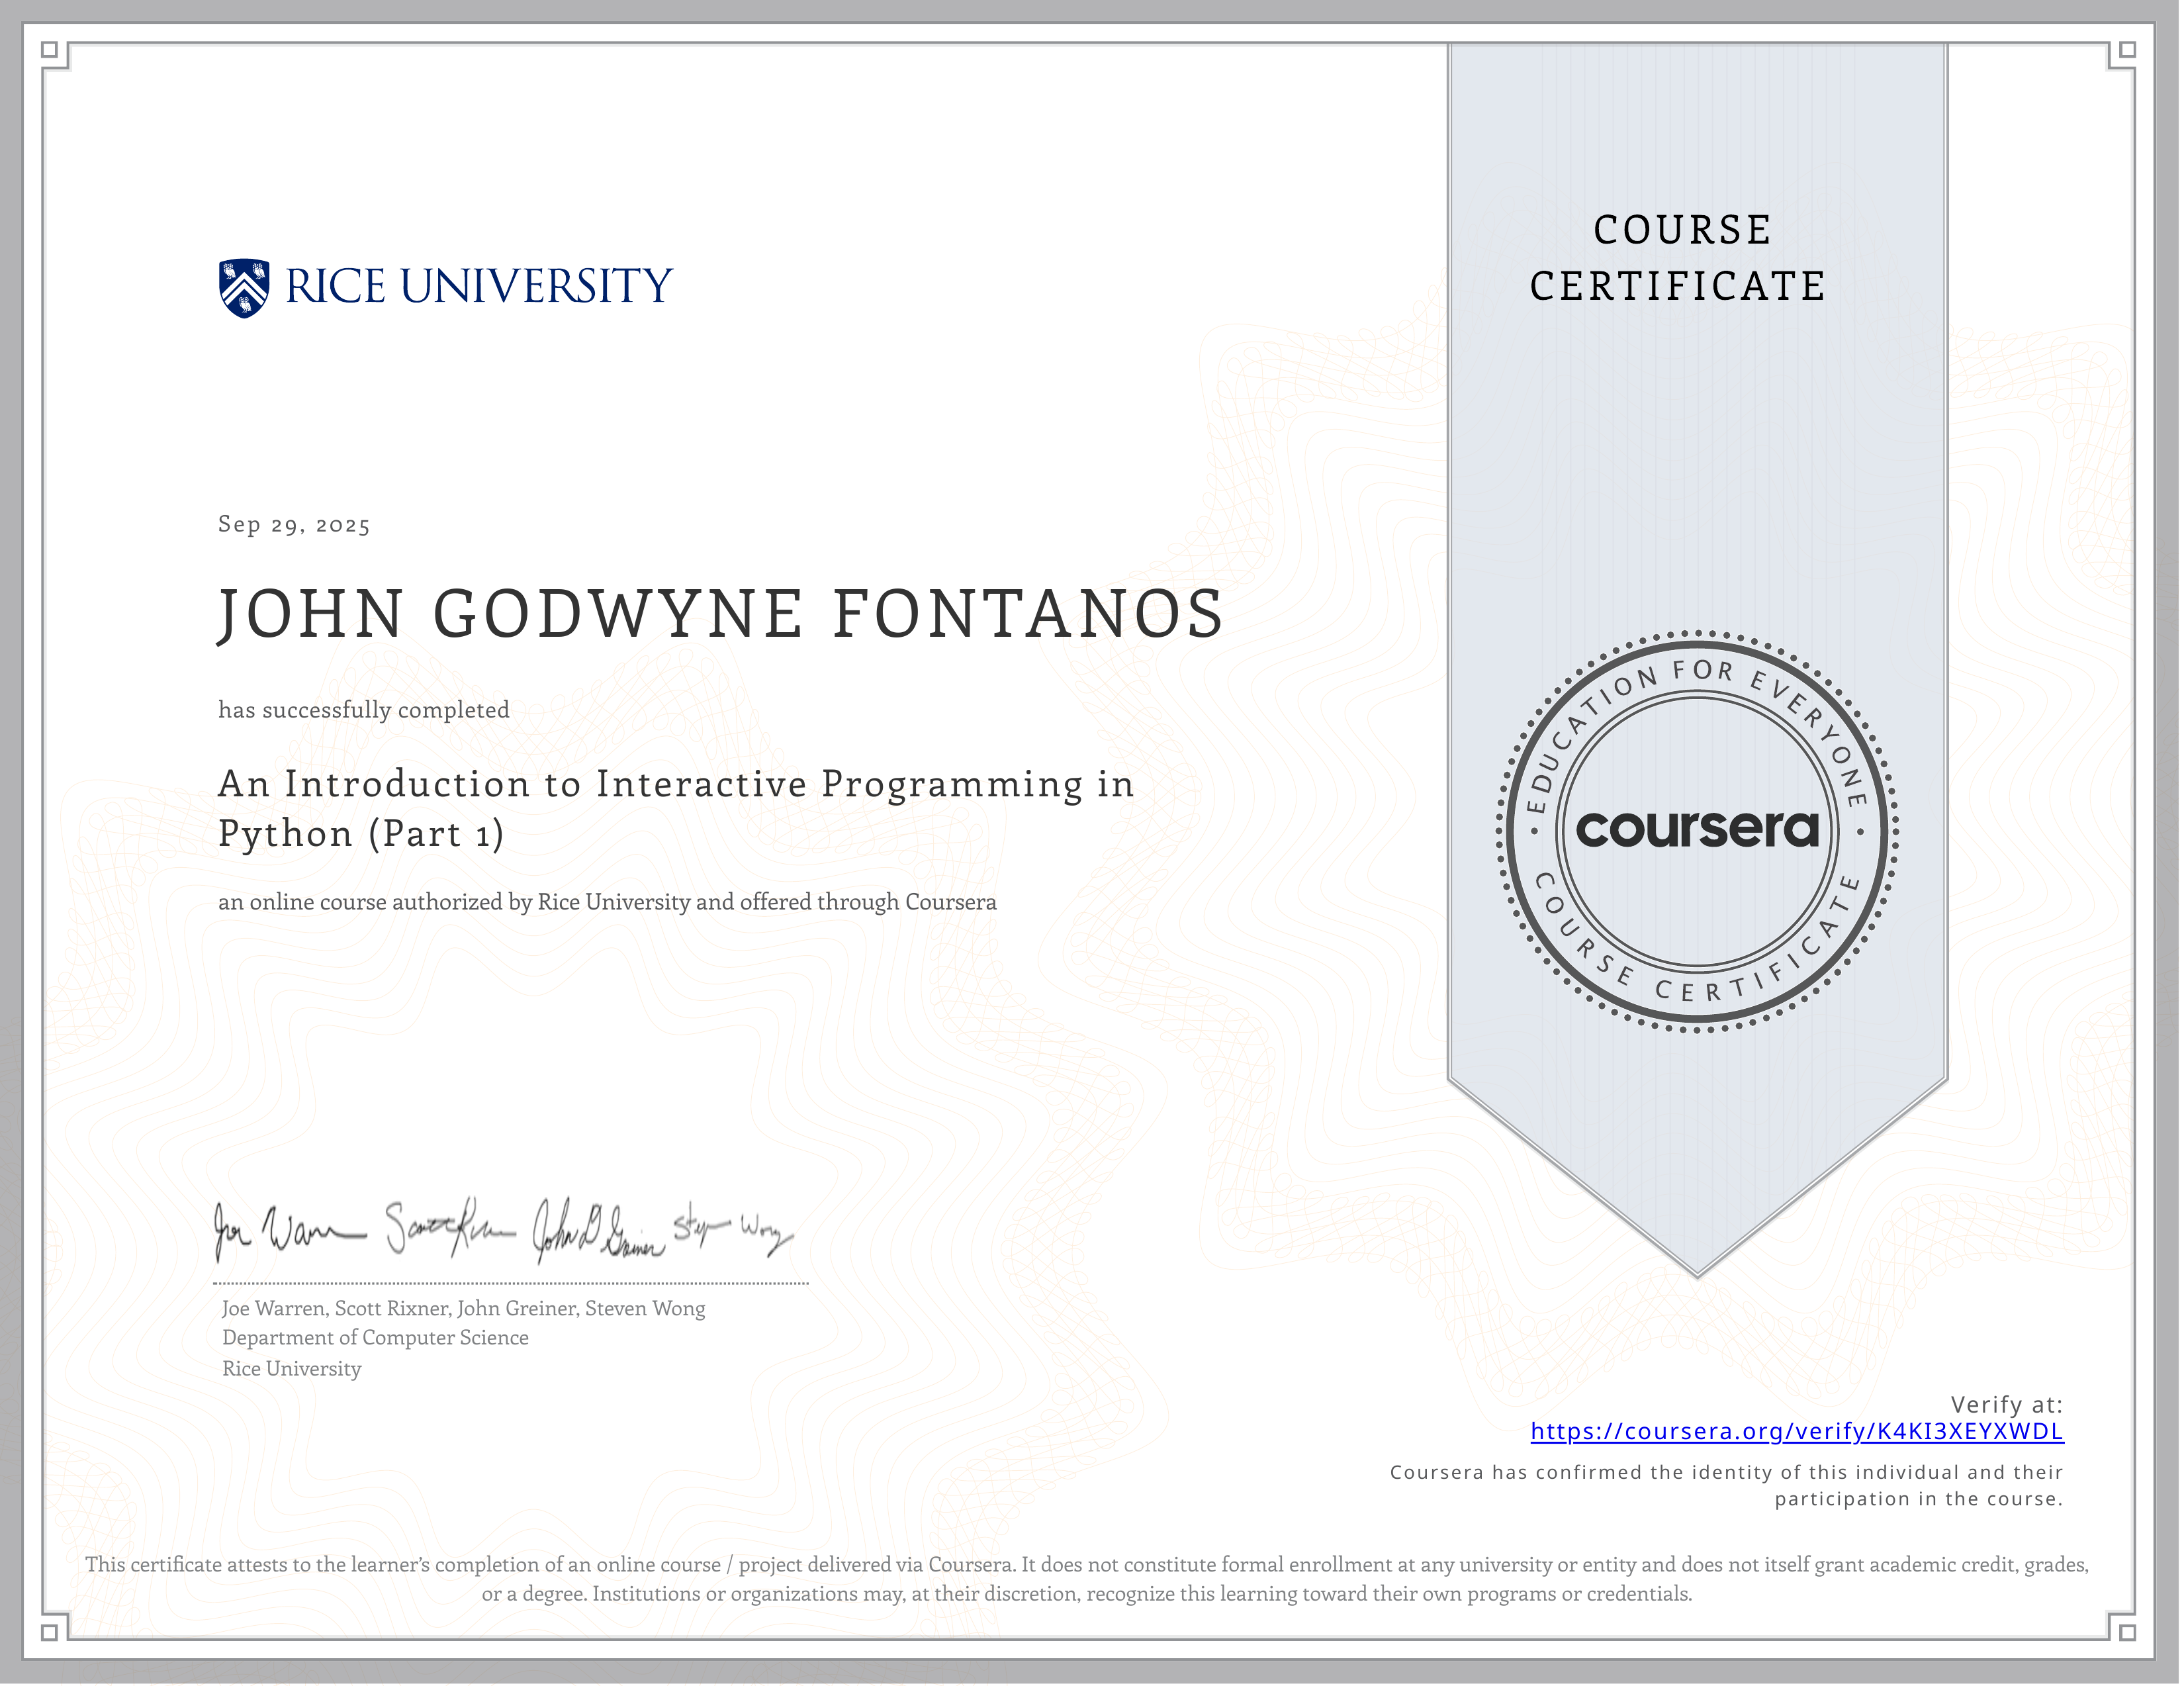 RICE UNIVERSITY
COURSE
CERTIFICATE
Sep 29, 2025
JOHN GODWYNE FONTANOS
has successfully completed
An Introduction to Interactive Programming in
Python (Part 1)
an online course authorized by Rice University and offered through Coursera
EDUCATION FOR EVERYONE
coursera
COURSE CERTIFICATE
Joe Warren, Scott Rixner, John Greiner, Steven Wong
Department of Computer Science
Rice University
Verify at:
https://coursera.org/verify/K4KI3XEYXWDL
Coursera has confirmed the identity of this individual and their
participation in the course.
This certificate attests to the learner's completion of an online course / project delivered via Coursera. It does not constitute formal enrollment at any university or entity and does not itself grant academic credit, grades,
or a degree. Institutions or organizations may, at their discretion, recognize this learning toward their own programs or credentials.